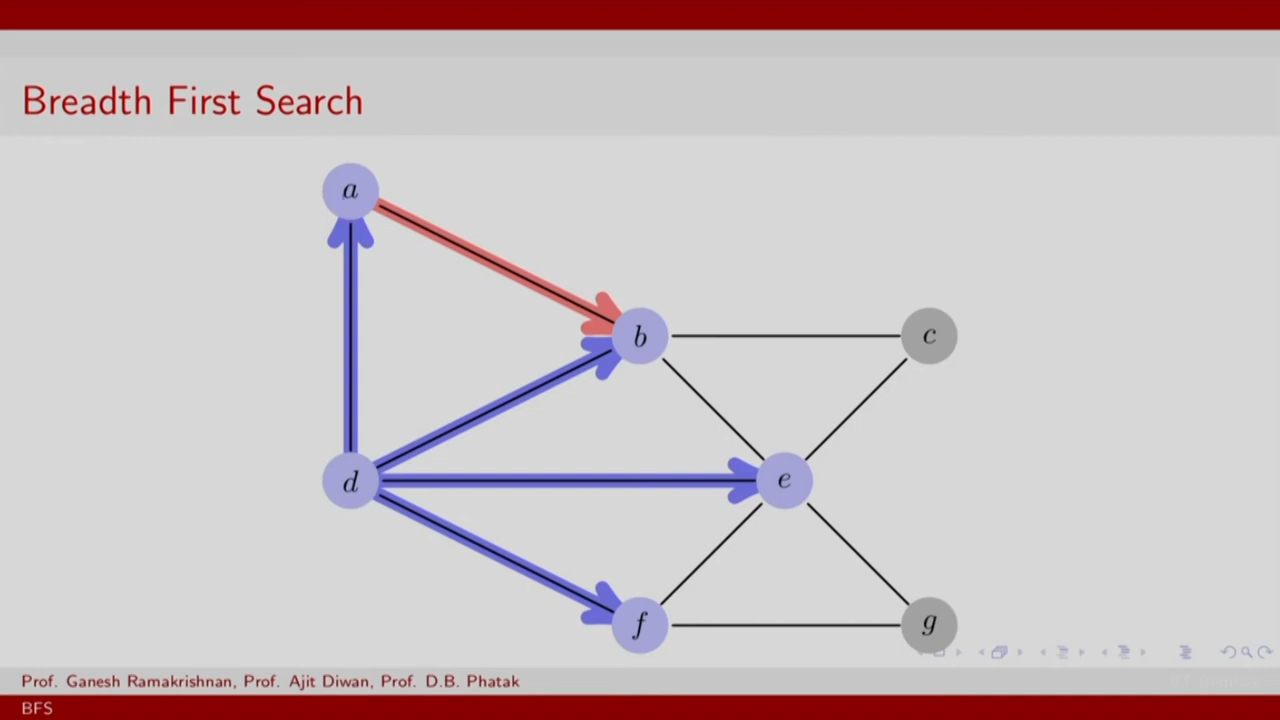 Breadth First Search
a
b
c
d
e
f
g
Prof. Ganesh Ramakrishnan, Prof. Ajit Diwan, Prof. D.B. Phatak
BFS